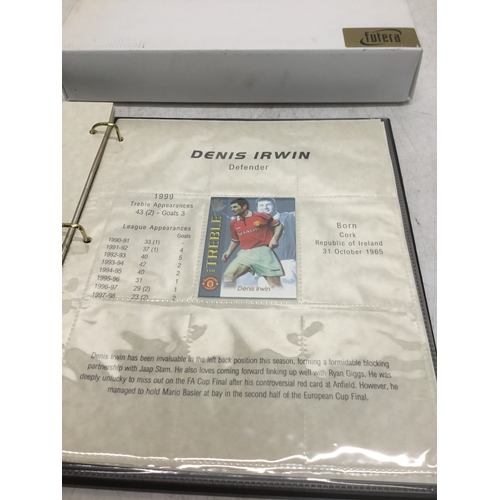 futera
DENIS IRWIN
Defender
1999
Treble Appearances
43 (2) - Goals 3
League Appearances
Goals
1990-91 33 (1) 4
1991-92 37 (1) 4
1992-93 40 5
1993-94 42 2
1994-95 40 2
1995-96 31 1
1996-97 29 (2) 1
1997-98 23 (2) 2
TREBLE
Denis Irwin
Born
Cork
Republic of Ireland
31 October 1965
Denis Irwin has been invaluable in the left back position this season, forming a formidable blocking
partnership with Jaap Stam. He also loves coming forward linking up well with Ryan Giggs. He was
deeply unlucky to miss out on the FA Cup Final after his controversial red card at Anfield. However, he
managed to hold Mario Basler at bay in the second half of the European Cup Final.